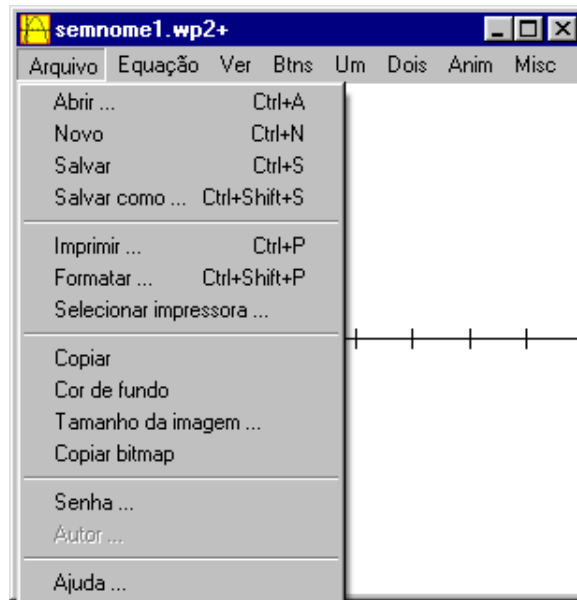 semnome1.wp2+
Arquivo Equação Ver Btns Um Dois Anim Misc
Abrir ... Ctrl+A
Novo Ctrl+N
Salvar Ctrl+S
Salvar como ... Ctrl+Shift+S
Imprimir ... Ctrl+P
Formatar ... Ctrl+Shift+P
Selecionar impressora ...
Copiar
Cor de fundo
Tamanho da imagem ...
Copiar bitmap
Senha ...
Autor ...
Ajuda ...